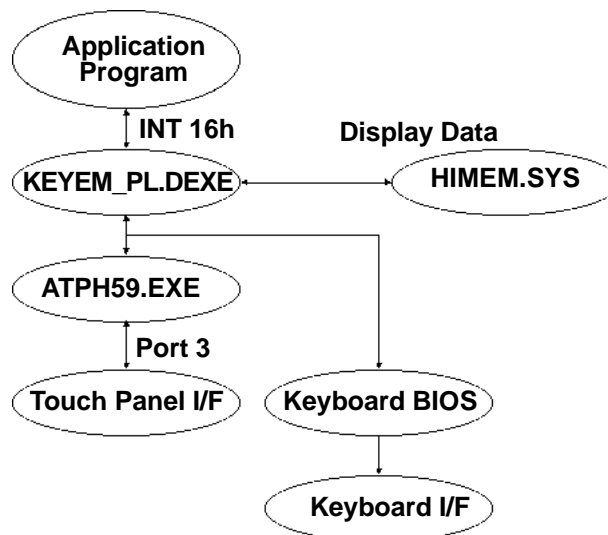 Application
Program
INT 16h
Display Data
KEYEM_PL.DEXE
HIMEM.SYS
ATPH59.EXE
Port 3
Touch Panel I/F
Keyboard BIOS
Keyboard I/F